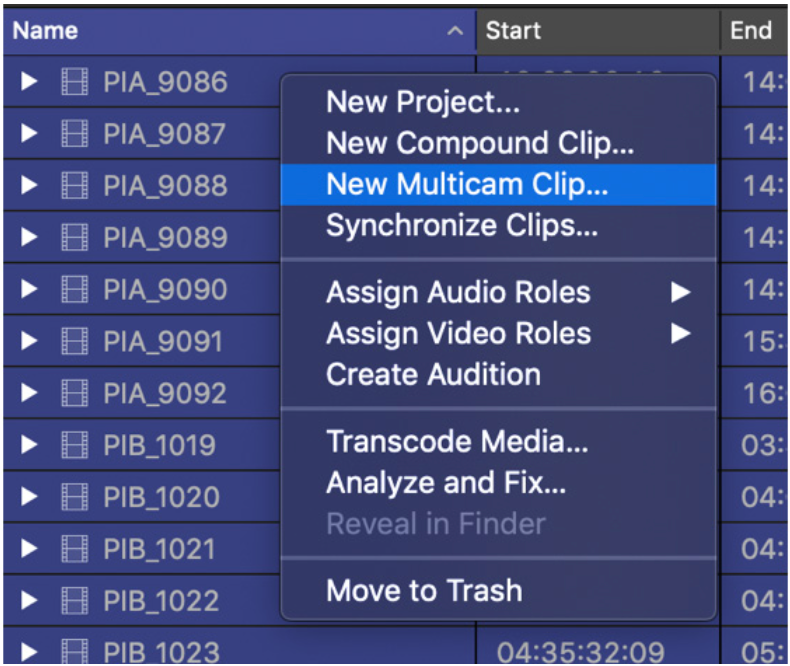 Name Start End
PIA_9086 14:
PIA_9087 14:
PIA_9088 14:
PIA_9089 14:
PIA_9090 14:
PIA_9091 15:
PIA_9092 16:
PIB_1019 03:
PIB_1020 04:
PIB_1021 04:
PIB_1022 04:
PIB_1023 04:35:32:09 05:
New Project...
New Compound Clip...
New Multicam Clip...
Synchronize Clips...
Assign Audio Roles
Assign Video Roles
Create Audition
Transcode Media...
Analyze and Fix...
Reveal in Finder
Move to Trash